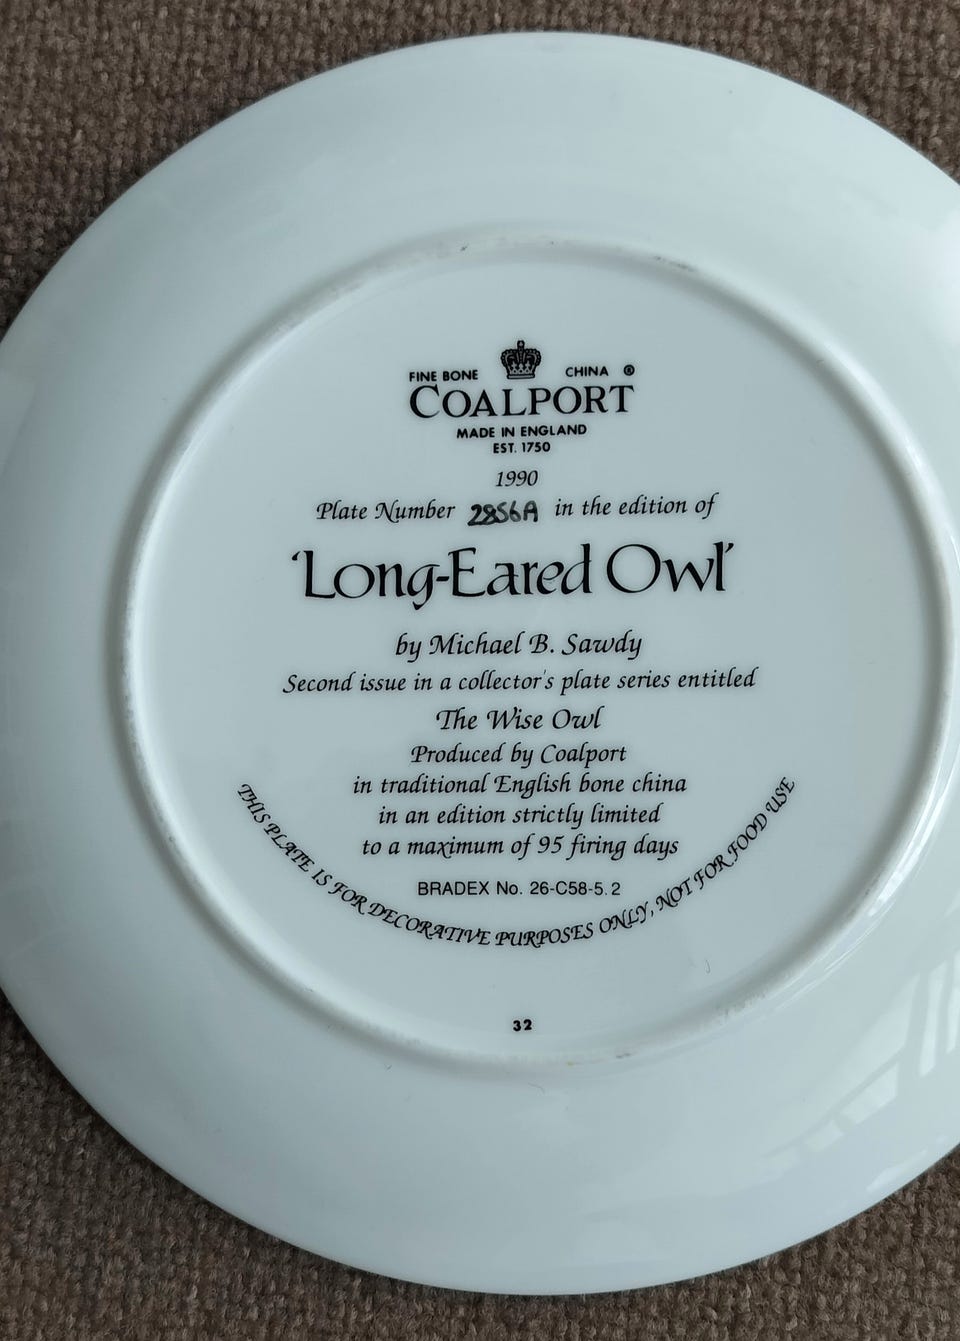 FINE BONE CHINA ®
COALPORT
MADE IN ENGLAND
EST. 1750
1990
Plate Number 2856A in the edition of
'Long-Eared Owl'
by Michael B. Sawdy
Second issue in a collector's plate series entitled
The Wise Owl
Produced by Coalport
in traditional English bone china
in an edition strictly limited
to a maximum of 95 firing days
BRADEX No. 26-C58-5.2
THIS PLATE IS FOR DECORATIVE PURPOSES ONLY, NOT FOR FOOD USE
32